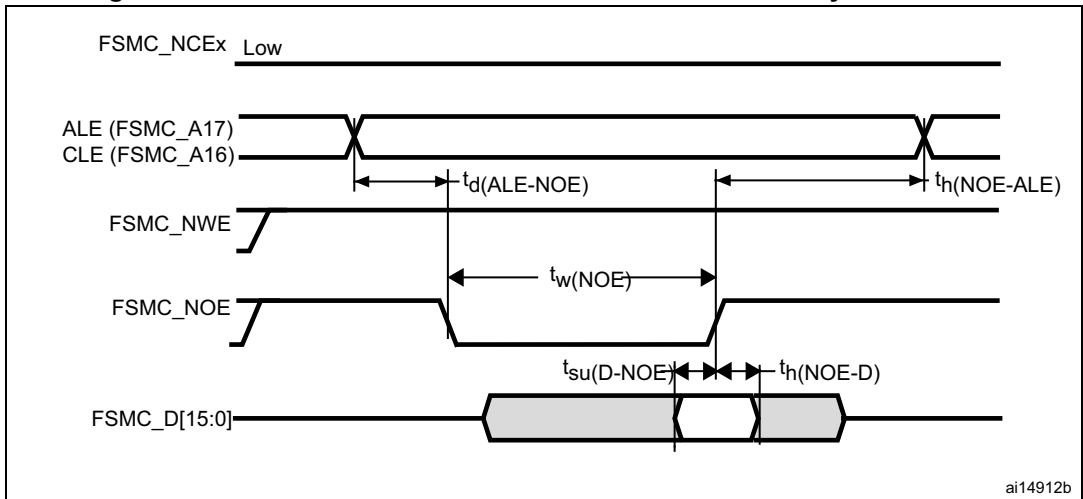 FSMC_NCEx Low
ALE (FSMC_A17)
CLE (FSMC_A16)
td(ALE-NOE)
th(NOE-ALE)
FSMC_NWE
tw(NOE)
FSMC_NOE
tsu(D-NOE)
th(NOE-D)
FSMC_D[15:0]
ai14912b